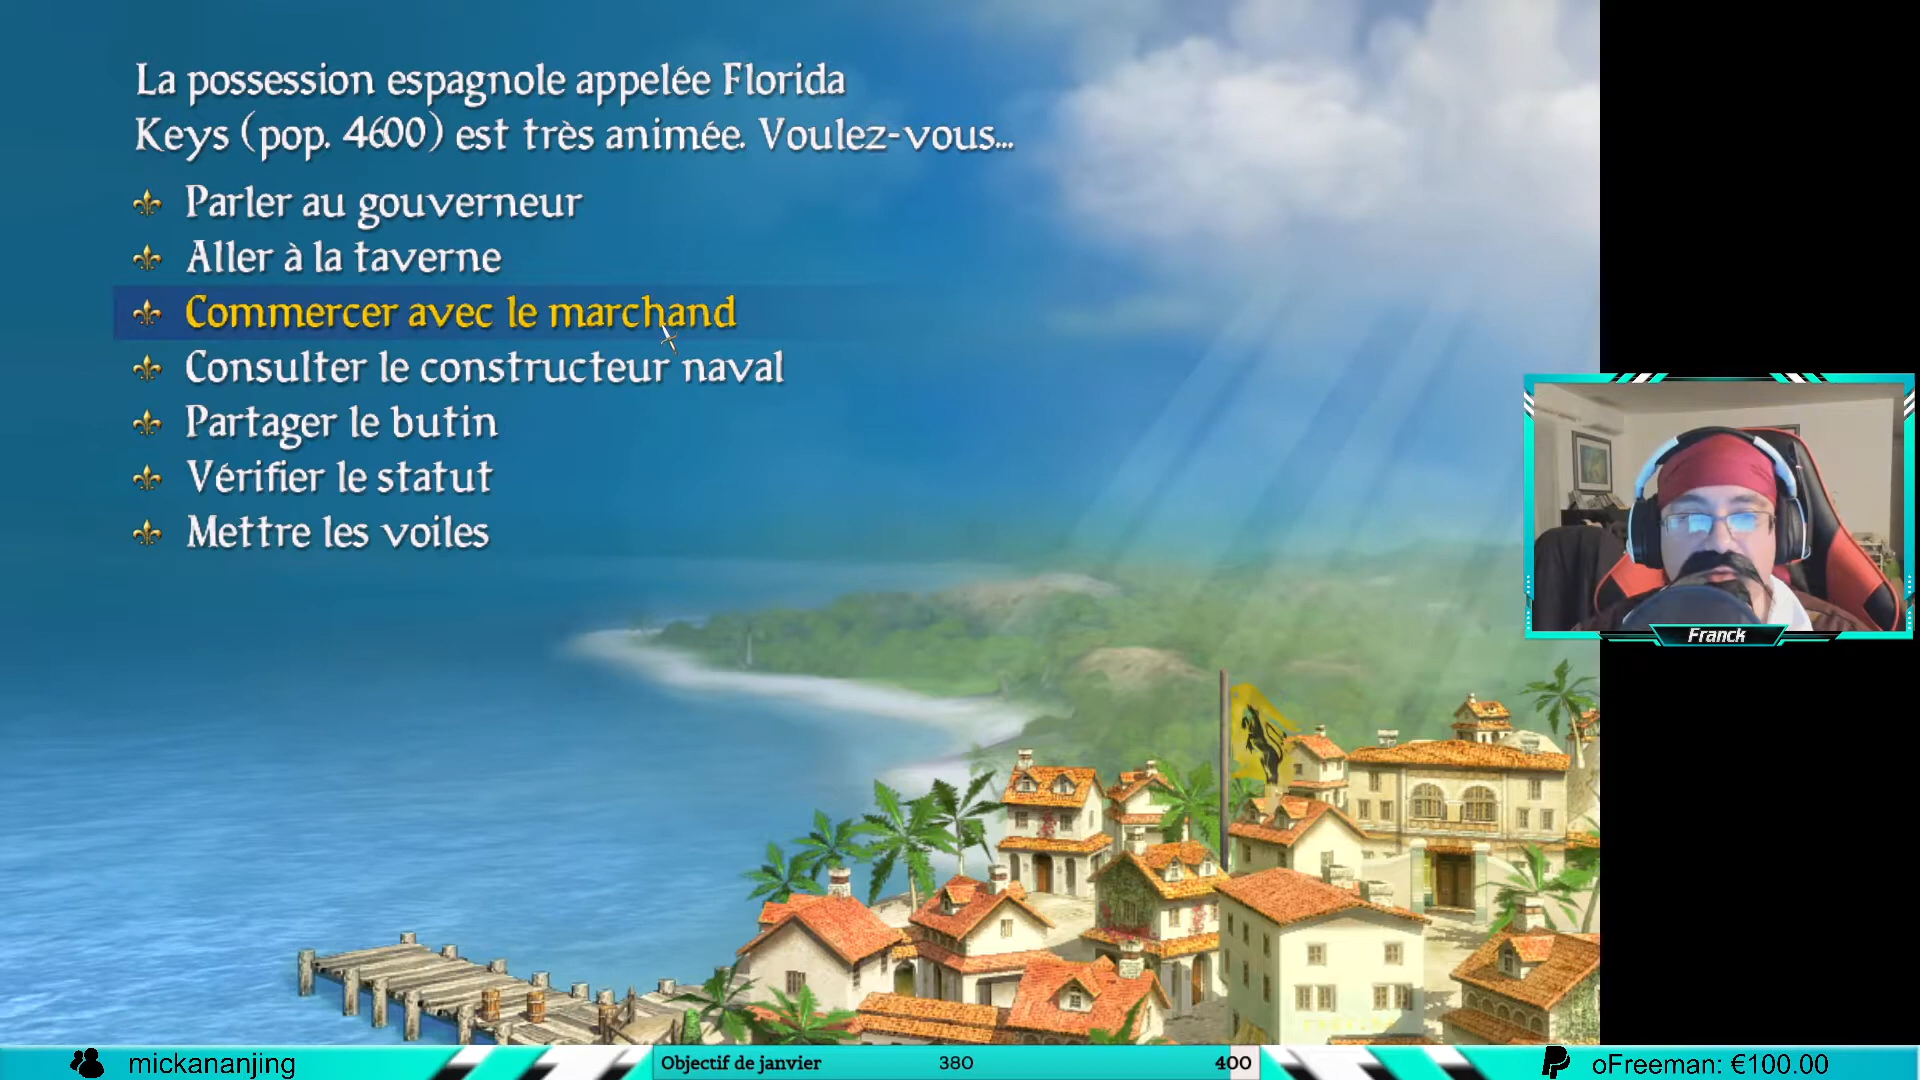 La possession espagnole appelée Florida
Keys (pop. 4600) est très animée. Voulez-vous...
Parler au gouverneur
Aller à la taverne
Commercer avec le marchand
Consulter le constructeur naval
Partager le butin
Vérifier le statut
Mettre les voiles
Franck
mickananjing
Objectif de janvier 380 400
oFreeman: €100.00